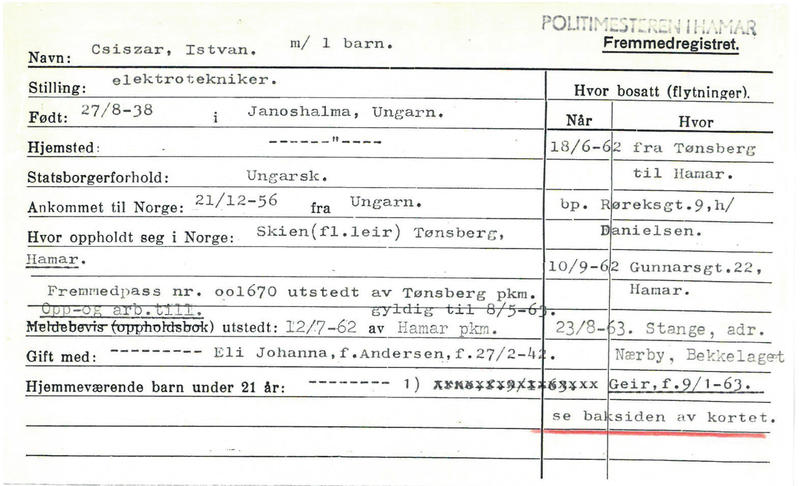 POLITIMESTEREN I HAMAR
Fremmedregistret.
Navn: Csiszar, Istvan. m/ 1 barn.
Stilling: elektrotekniker.
Født: 27/8-38 i Janoshalma, Ungarn.
Hjemsted: ------"----
Statsborgerforhold: Ungarsk.
Ankommet til Norge: 21/12-56 fra Ungarn.
Hvor oppholdt seg i Norge: Skien(fl.leir) Tønsberg,
Hamar.
Fremmedpass nr. oo1670 utstedt av Tønsberg pkm.
Opp-og arb.till. gyldig til 8/5-63.
Meldebevis (oppholdsbok) utstedt: 12/7-62 av Hamar pkm.
Gift med: --------- Eli Johanna,f.Andersen,f.27/2-42.
Hjemmeværende barn under 21 år: -------- 1) Geir,f.9/1-63.
Hvor bosatt (flytninger).
Når Hvor
18/6-62 fra Tønsberg
til Hamar.
bp. Røreksgt.9,h/
Danielsen.
10/9-62 Gunnarsgt.22,
Hamar.
23/8-63. Stange, adr.
Nærby, Bekkelaget
se baksiden av kortet.